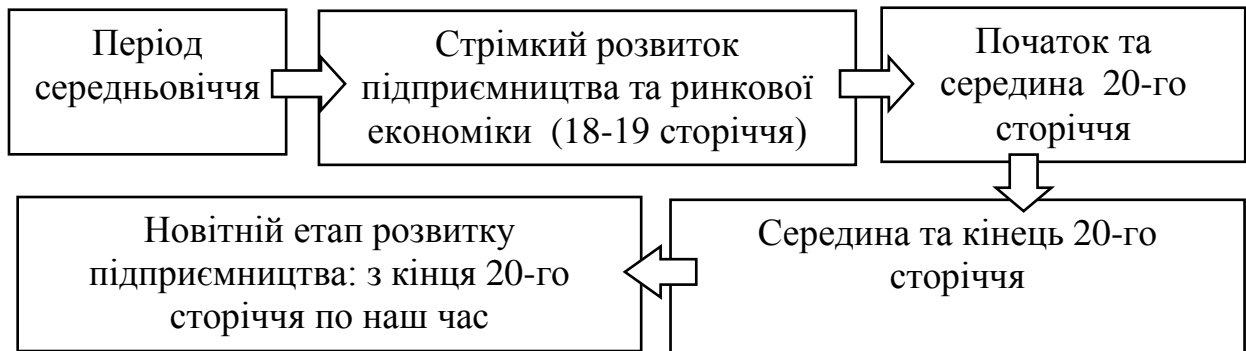 Період
середньовіччя
Стрімкий розвиток
підприємництва та ринкової
економіки (18-19 сторіччя)
Початок та
середина 20-го
сторіччя
Середина та кінець 20-го
сторіччя
Новітній етап розвитку
підприємництва: з кінця 20-го
сторіччя по наш час